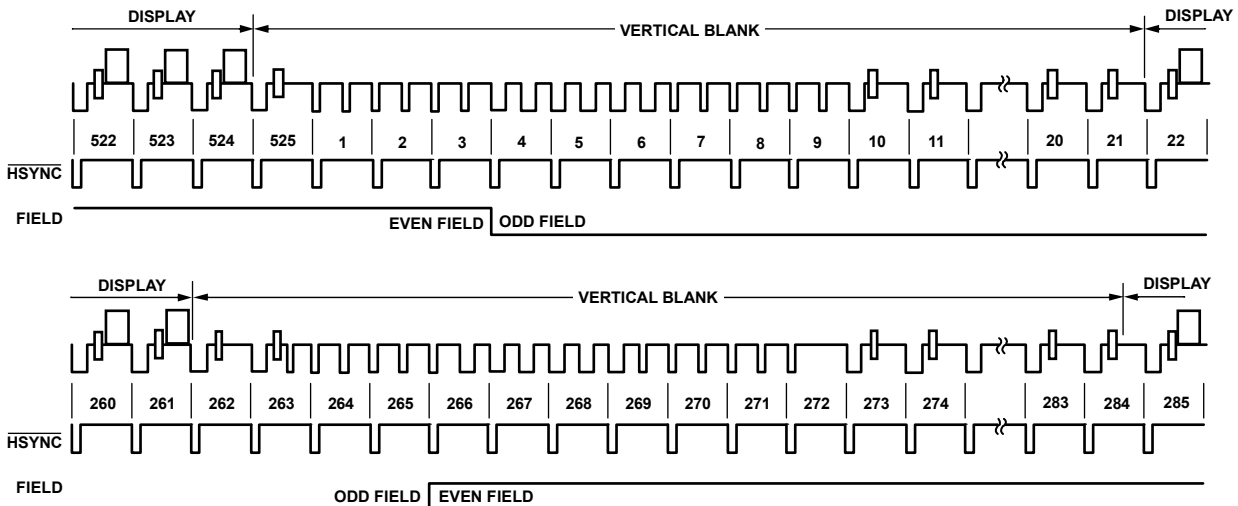 DISPLAY VERTICAL BLANK DISPLAY
522 523 524 525 1 2 3 4 5 6 7 8 9 10 11 20 21 22
HSYNC
FIELD EVEN FIELD ODD FIELD
DISPLAY VERTICAL BLANK DISPLAY
260 261 262 263 264 265 266 267 268 269 270 271 272 273 274 283 284 285
HSYNC
FIELD ODD FIELD EVEN FIELD